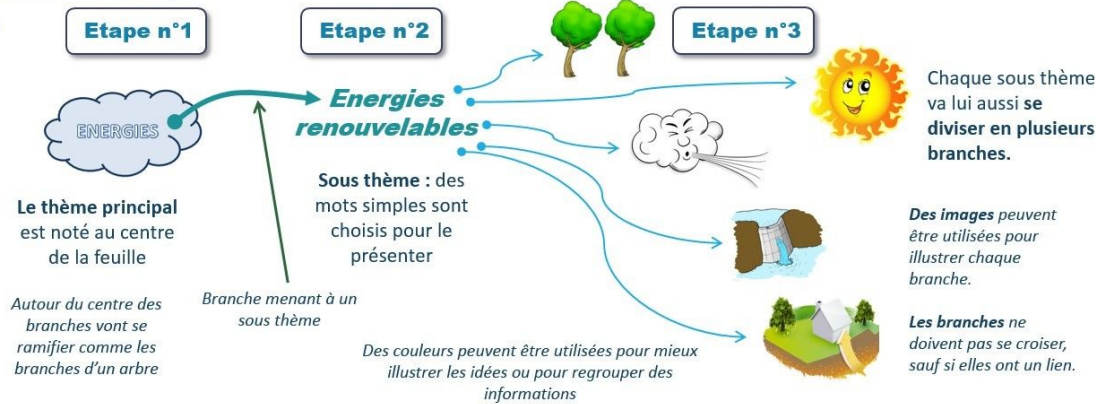 Etape n°1
Etape n°2
Etape n°3
ENERGIES
Energies
renouvelables
Le thème principal
est noté au centre
de la feuille
Autour du centre des
branches vont se
ramifier comme les
branches d'un arbre
Branche menant à un
sous thème
Sous thème : des
mots simples sont
choisis pour le
présenter
Des couleurs peuvent être utilisées pour mieux
illustrer les idées ou pour regrouper des
informations
Chaque sous thème
va lui aussi se
diviser en plusieurs
branches.
Des images peuvent
être utilisées pour
illustrer chaque
branche.
Les branches ne
doivent pas se croiser,
sauf si elles ont un lien.